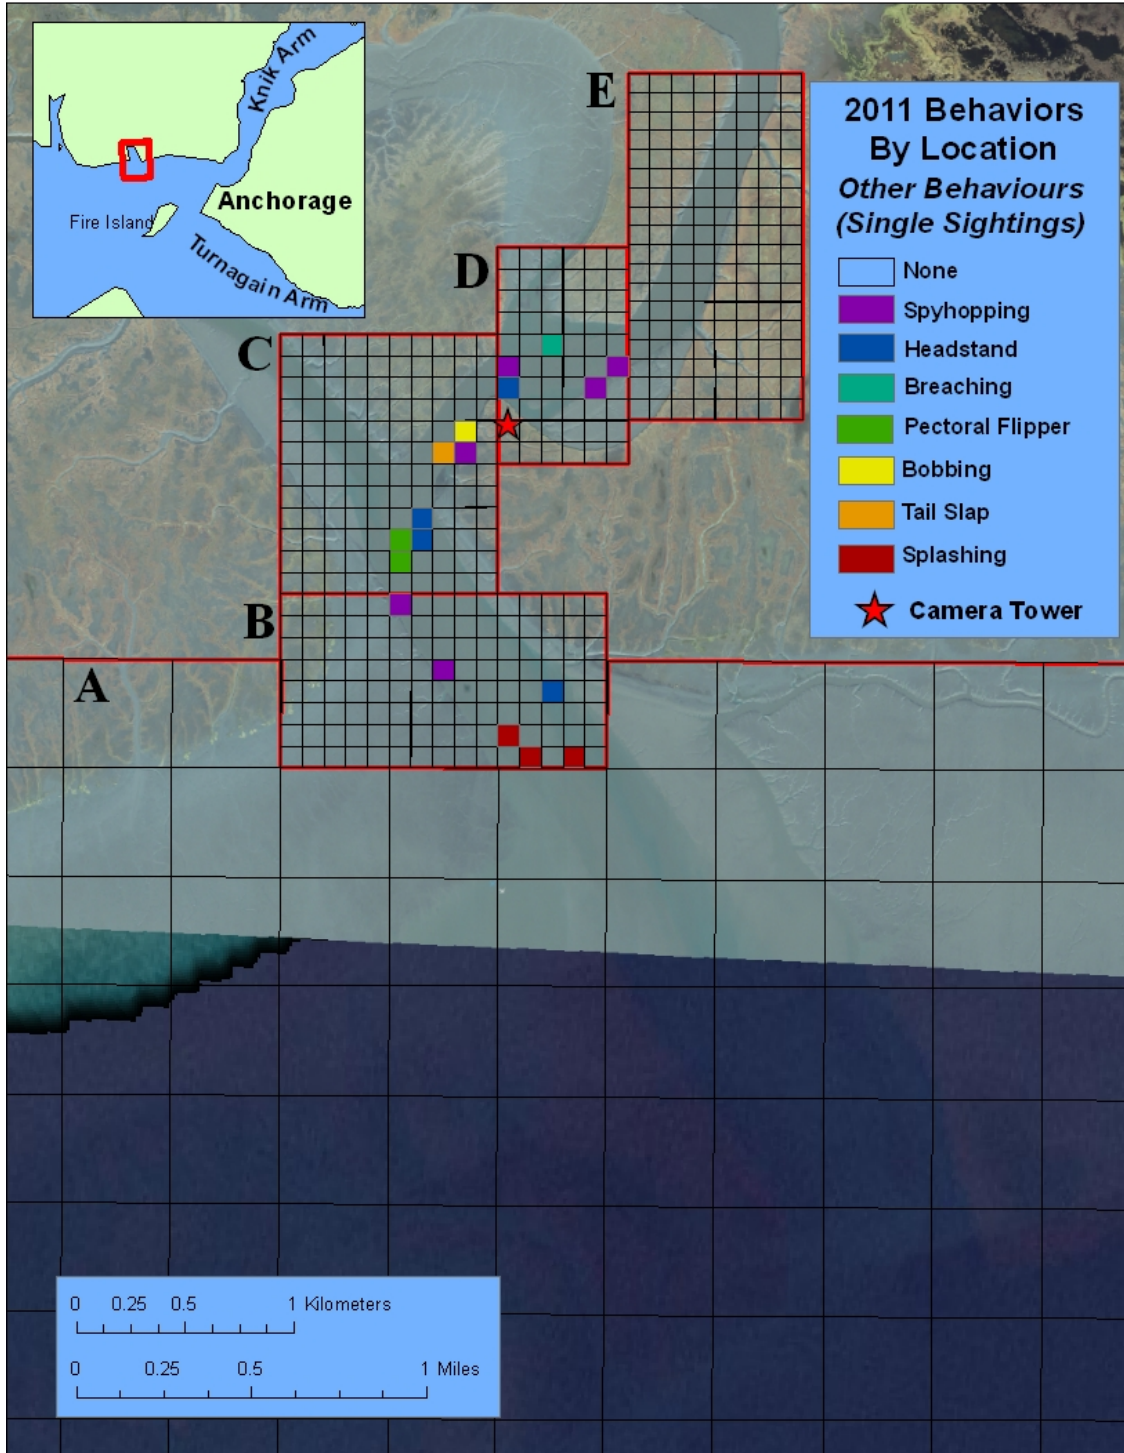 Knik Arm
Anchorage
Fire Island
Turnagain Arm
E
D
C
B
A
2011 Behaviors
By Location
Other Behaviours
(Single Sightings)
None
Spyhopping
Headstand
Breaching
Pectoral Flipper
Bobbing
Tail Slap
Splashing
Camera Tower
0 0.25 0.5 1 Kilometers
0 0.25 0.5 1 Miles